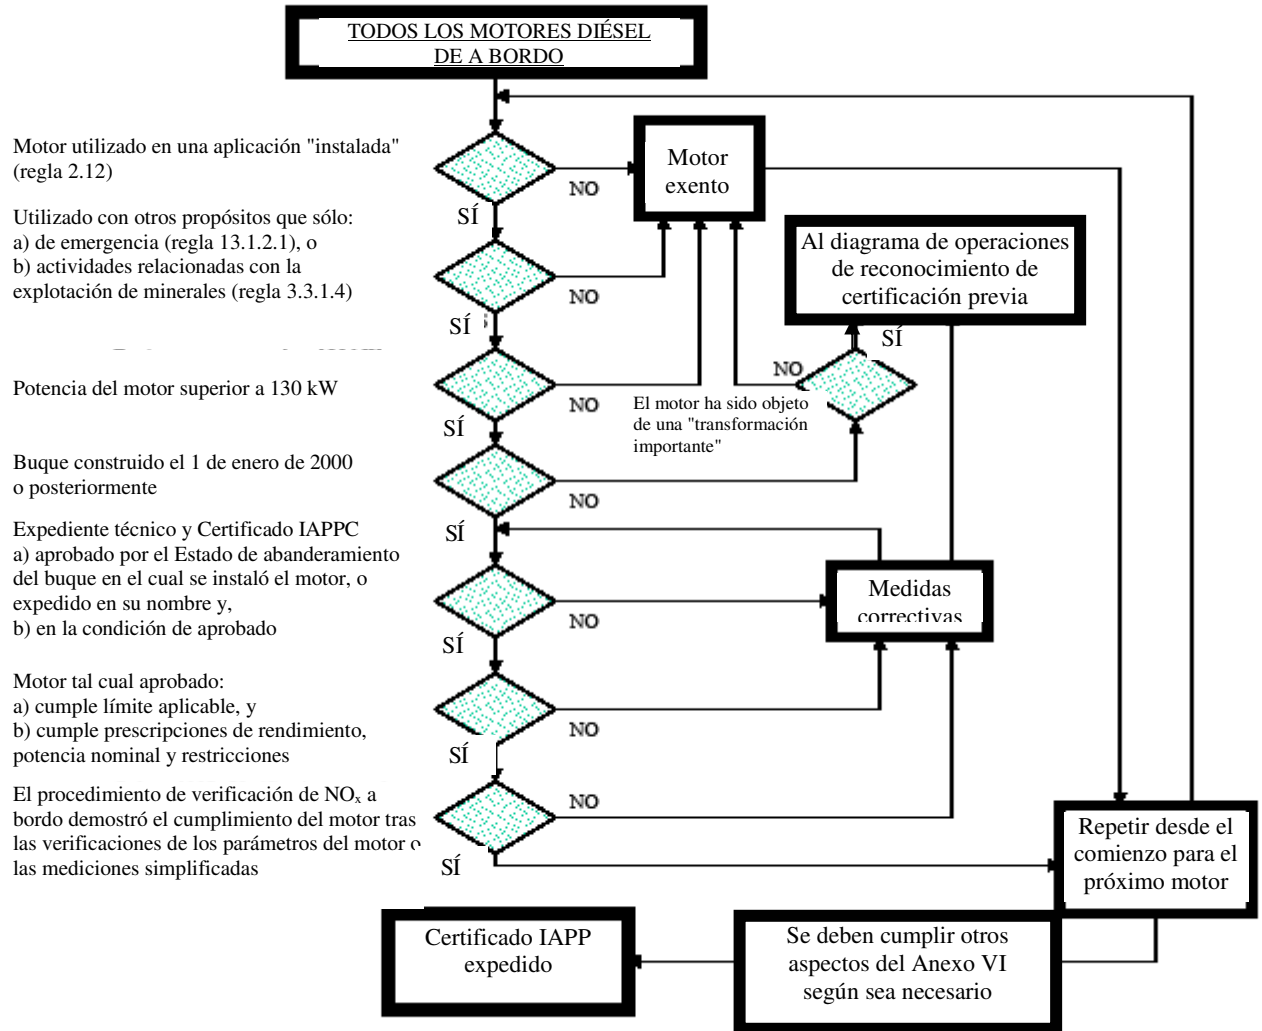 TODOS LOS MOTORES DIÉSEL
DE A BORDO
Motor utilizado en una aplicación "instalada"
(regla 2.12)
NO
Motor
exento
SÍ
Utilizado con otros propósitos que sólo:
a) de emergencia (regla 13.1.2.1), o
b) actividades relacionadas con la
explotación de minerales (regla 3.3.1.4)
NO
SÍ
Al diagrama de operaciones
de reconocimiento de
certificación previa
SÍ
NO
Potencia del motor superior a 130 kW
NO
SÍ
El motor ha sido objeto
de una "transformación
importante"
Buque construido el 1 de enero de 2000
o posteriormente
NO
SÍ
Expediente técnico y Certificado IAPPC
a) aprobado por el Estado de abanderamiento
del buque en el cual se instaló el motor, o
expedido en su nombre y,
b) en la condición de aprobado
NO
SÍ
Medidas
correctivas
Motor tal cual aprobado:
a) cumple límite aplicable, y
b) cumple prescripciones de rendimiento,
potencia nominal y restricciones
NO
SÍ
El procedimiento de verificación de NOx a
bordo demostró el cumplimiento del motor tras
las verificaciones de los parámetros del motor o
las mediciones simplificadas
NO
SÍ
Repetir desde el
comienzo para el
próximo motor
Certificado IAPP
expedido
Se deben cumplir otros
aspectos del Anexo VI
según sea necesario